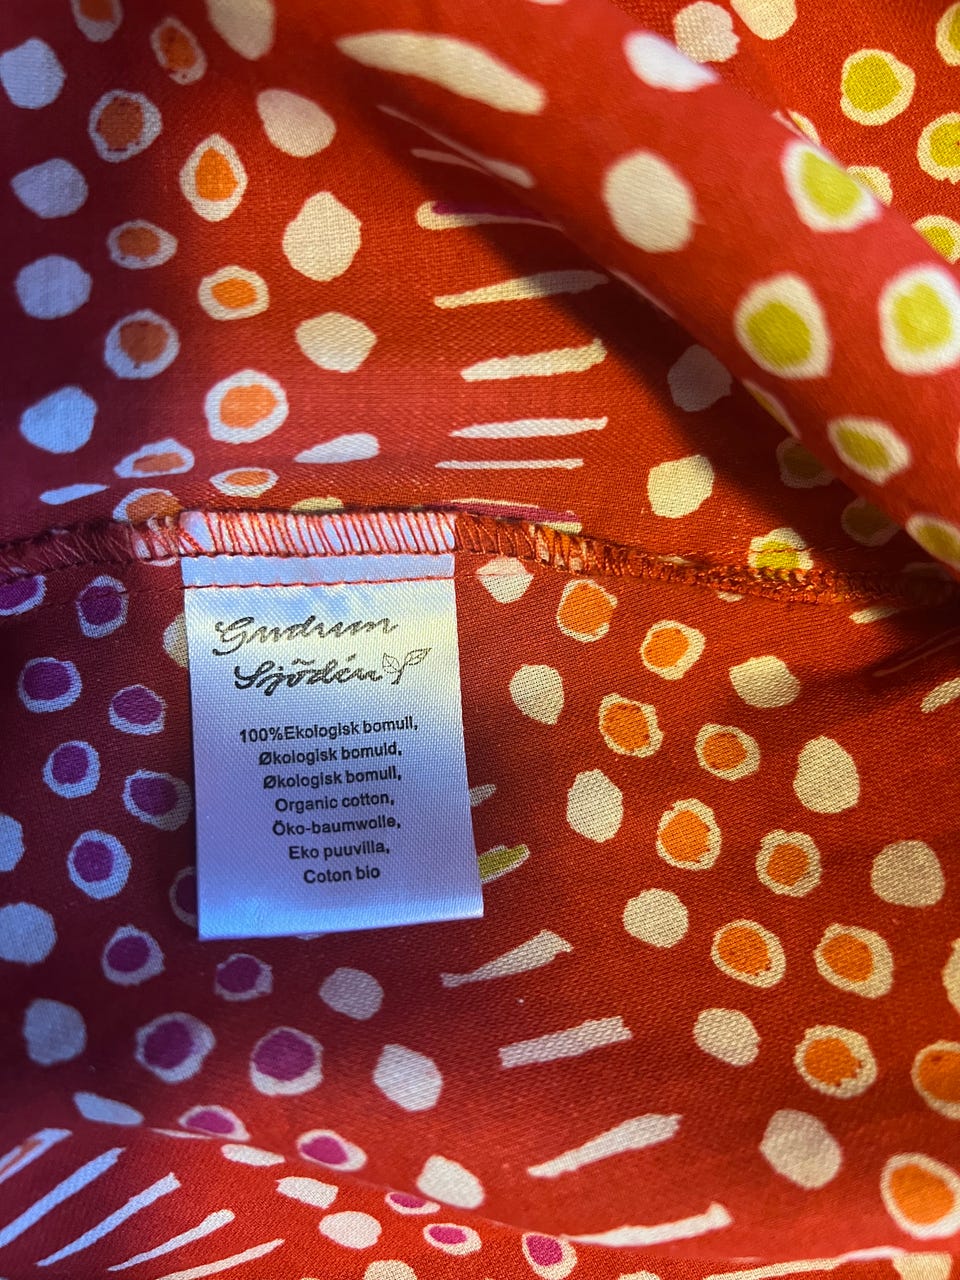 Gudrun
Sjödén
100%Ekologisk bomull,
Økologisk bomuld,
Økologisk bomull,
Organic cotton,
Öko-baumwolle,
Eko puuvilla,
Coton bio